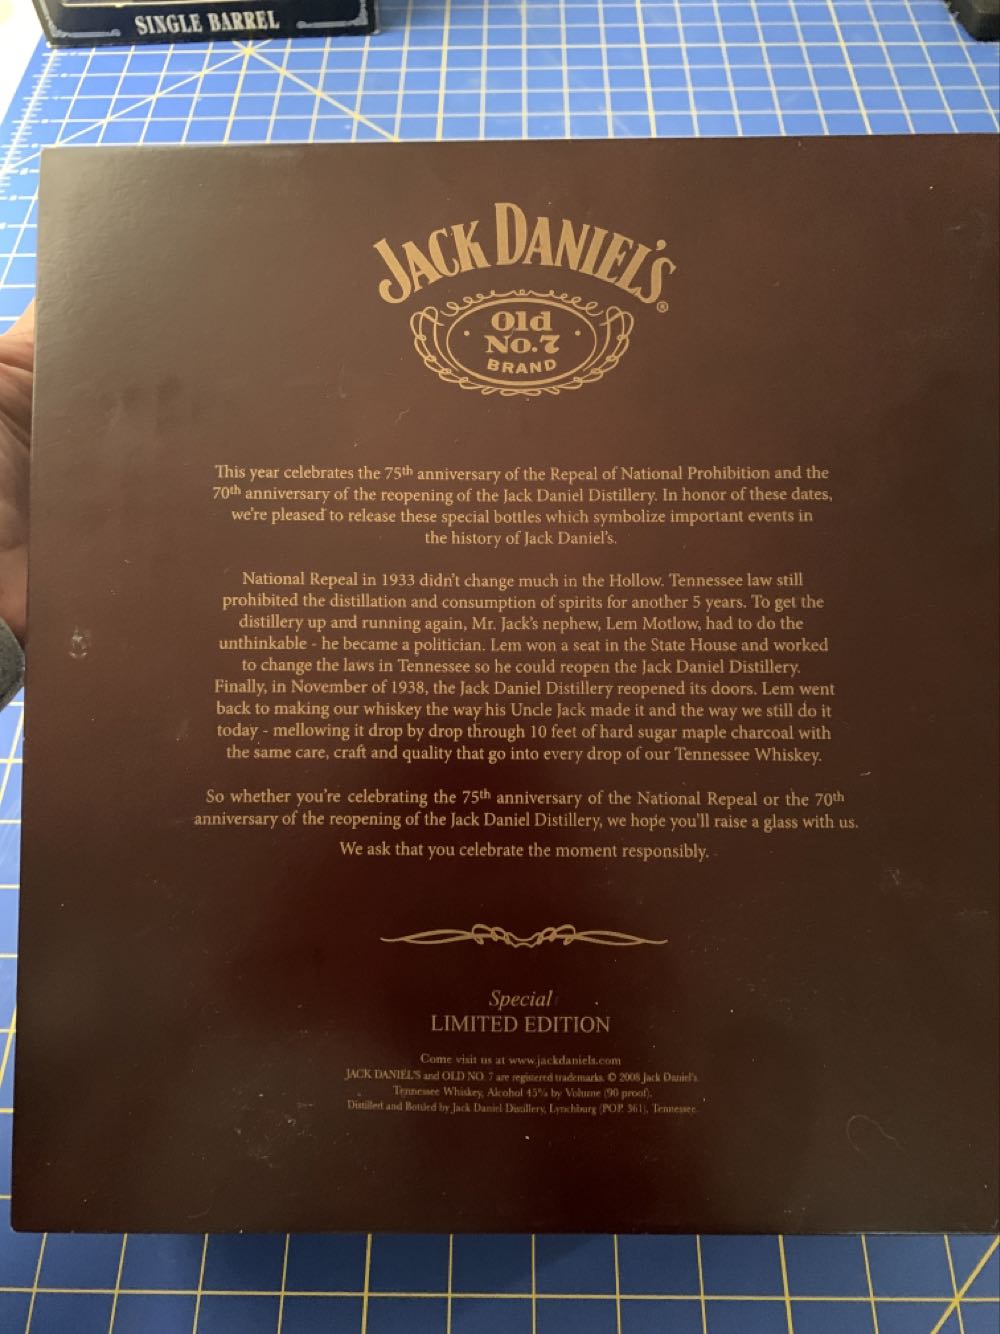 SINGLE BARREL
JACK DANIEL'S®
Old
No.7
BRAND
This year celebrates the 75th anniversary of the Repeal of National Prohibition and the
70th anniversary of the reopening of the Jack Daniel Distillery. In honor of these dates,
we're pleased to release these special bottles which symbolize important events in
the history of Jack Daniel's.
National Repeal in 1933 didn't change much in the Hollow. Tennessee law still
prohibited the distillation and consumption of spirits for another 5 years. To get the
distillery up and running again, Mr. Jack's nephew, Lem Motlow, had to do the
unthinkable - he became a politician. Lem won a seat in the State House and worked
to change the laws in Tennessee so he could reopen the Jack Daniel Distillery.
Finally, in November of 1938, the Jack Daniel Distillery reopened its doors. Lem went
back to making our whiskey the way his Uncle Jack made it and the way we still do it
today - mellowing it drop by drop through 10 feet of hard sugar maple charcoal with
the same care, craft and quality that go into every drop of our Tennessee Whiskey.
So whether you're celebrating the 75th anniversary of the National Repeal or the 70th
anniversary of the reopening of the Jack Daniel Distillery, we hope you'll raise a glass with us.
We ask that you celebrate the moment responsibly.
Special
LIMITED EDITION
Come visit us at www.jackdaniels.com
JACK DANIEL'S and OLD NO. 7 are registered trademarks. © 2008 Jack Daniel's.
Tennessee Whiskey, Alcohol 45% by Volume (90 proof).
Distilled and Bottled by Jack Daniel Distillery, Lynchburg (POP. 361), Tennessee.